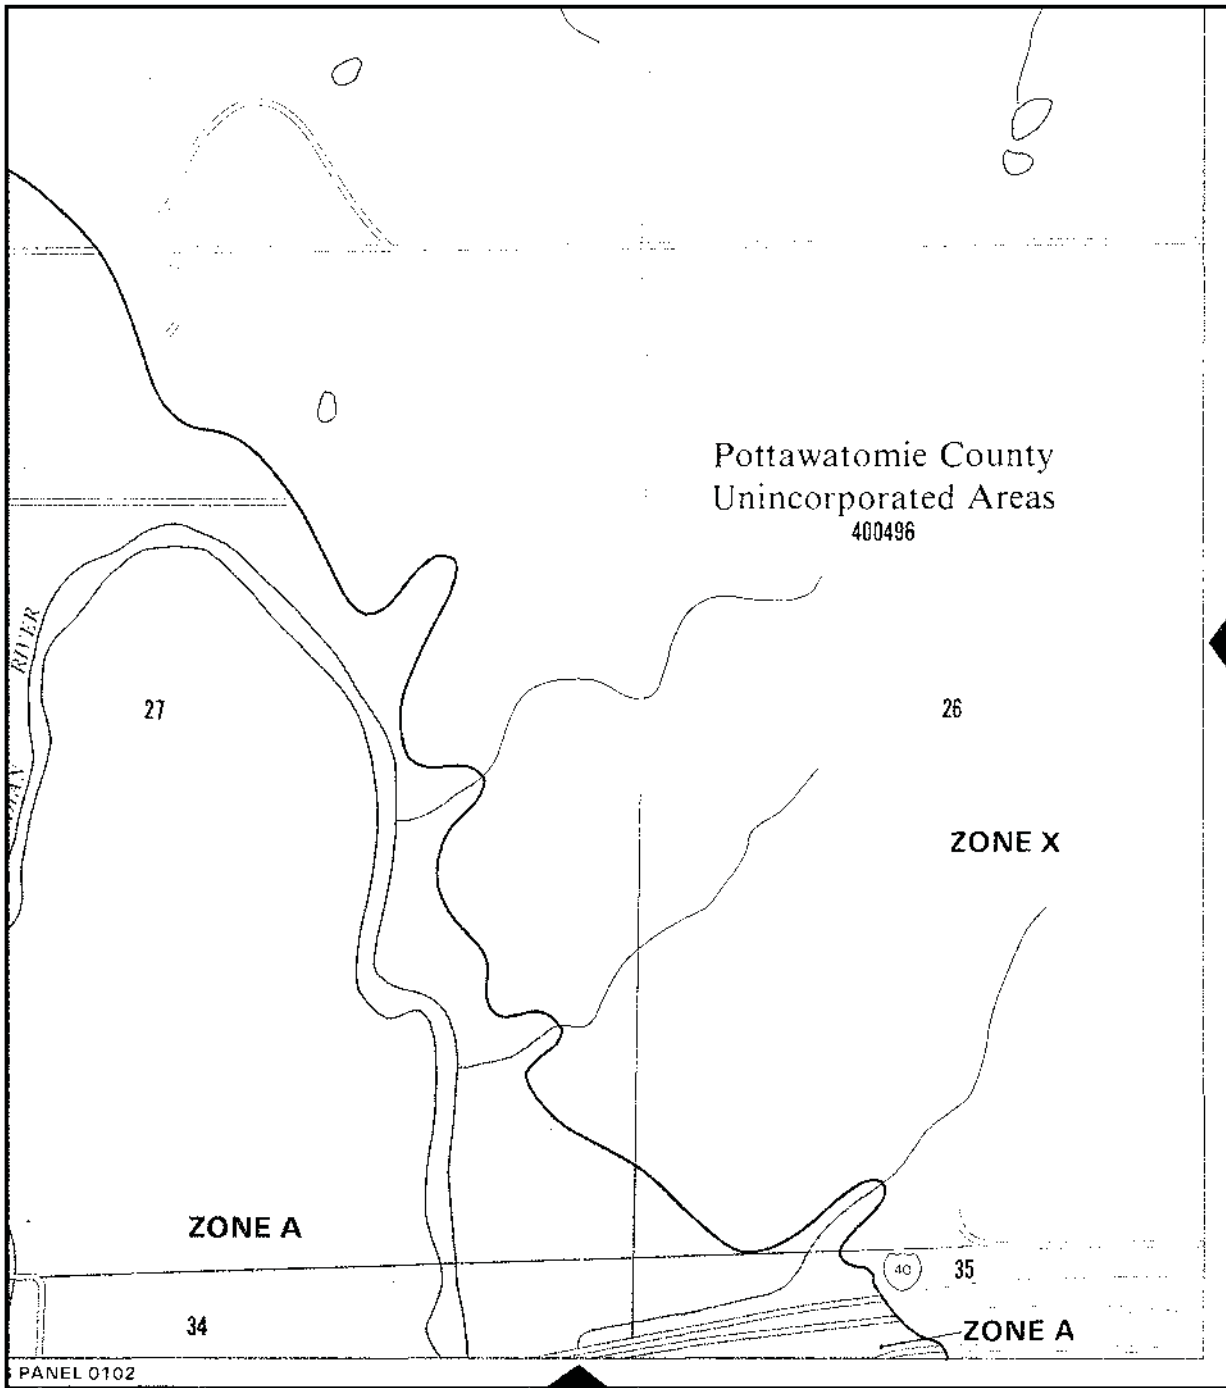 Pottawatomie County
Unincorporated Areas
400496
RIVER
27
26
ZONE X
ZONE A
40
35
34
ZONE A
PANEL 0102